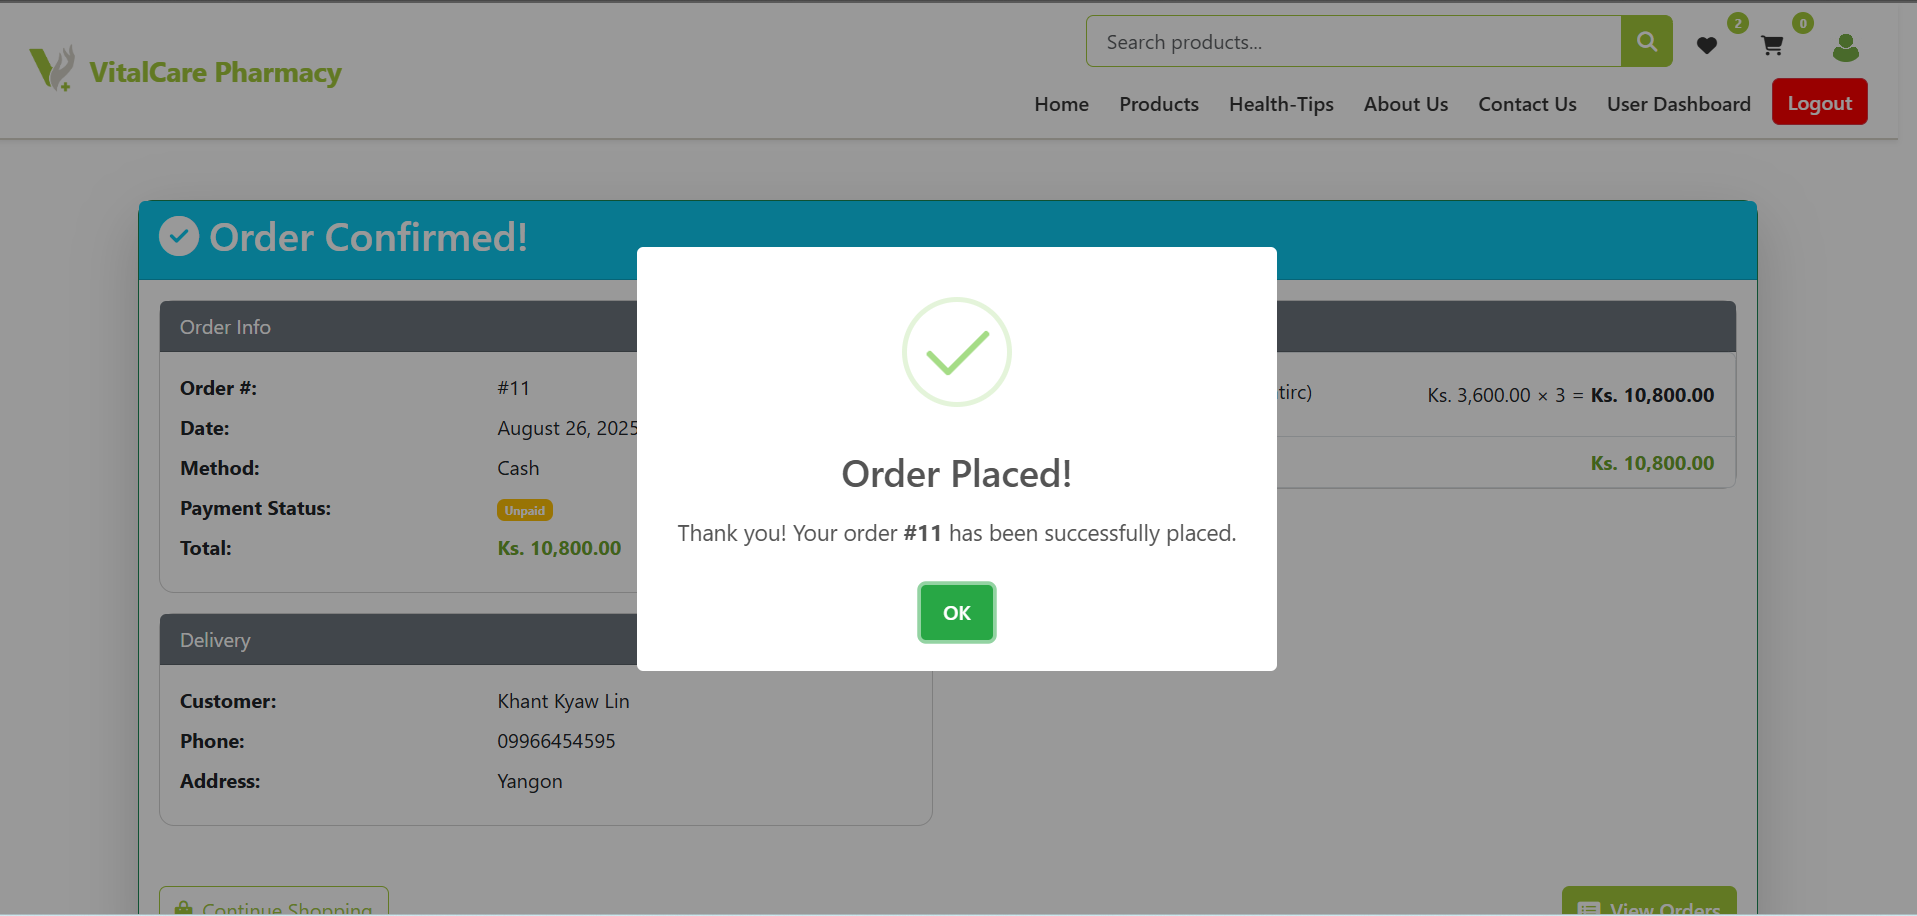 Search products...
2
0
VitalCare Pharmacy
Home Products Health-Tips About Us Contact Us User Dashboard Logout
Order Confirmed!
Order Info
Order #: #11
Date: August 26, 2025
Method: Cash
Payment Status: Unpaid
Total: Ks. 10,800.00
tirc) Ks. 3,600.00 × 3 = Ks. 10,800.00
Ks. 10,800.00
Order Placed!
Thank you! Your order #11 has been successfully placed.
OK
Delivery
Customer: Khant Kyaw Lin
Phone: 09966454595
Address: Yangon
Continue Shopping
View Orders